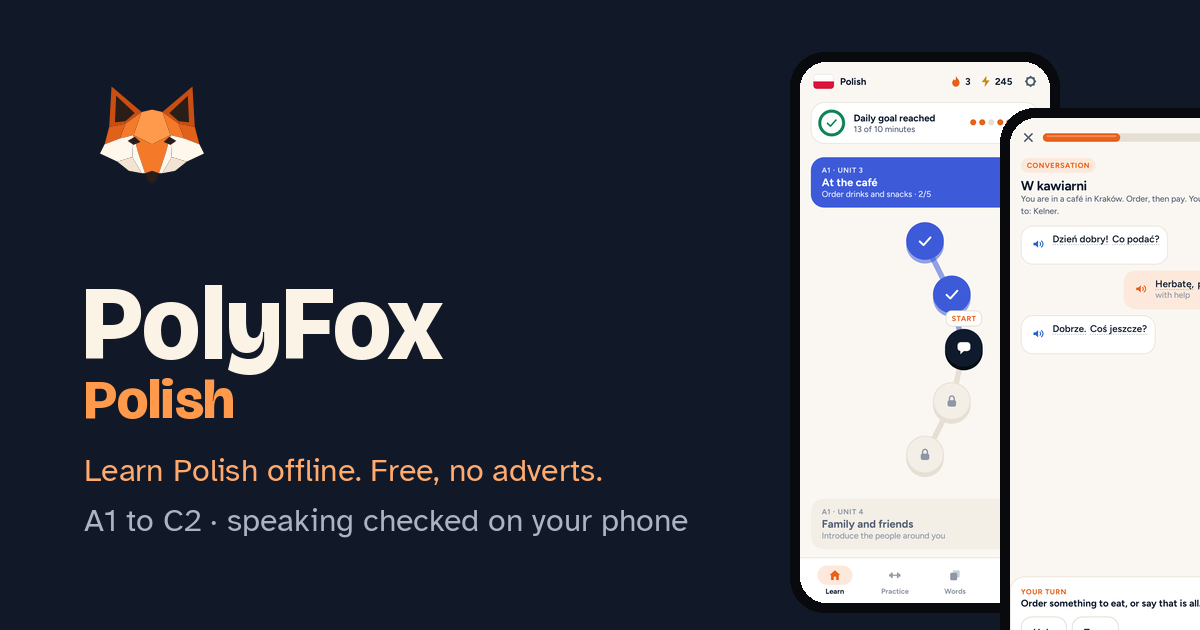 PolyFox
Polish
Learn Polish offline. Free, no adverts.
A1 to C2 · speaking checked on your phone
Polish
3
245
Daily goal reached
13 of 10 minutes
A1 · UNIT 3
At the café
Order drinks and snacks · 2/5
START
A1 · UNIT 4
Family and friends
Introduce the people around you
Learn
Practice
Words
CONVERSATION
W kawiarni
You are in a café in Kraków. Order, then pay.
to: Kelner.
Dzień dobry! Co podać?
Herbatę,
with help
Dobrze. Coś jeszcze?
YOUR TURN
Order something to eat, or say that is all.